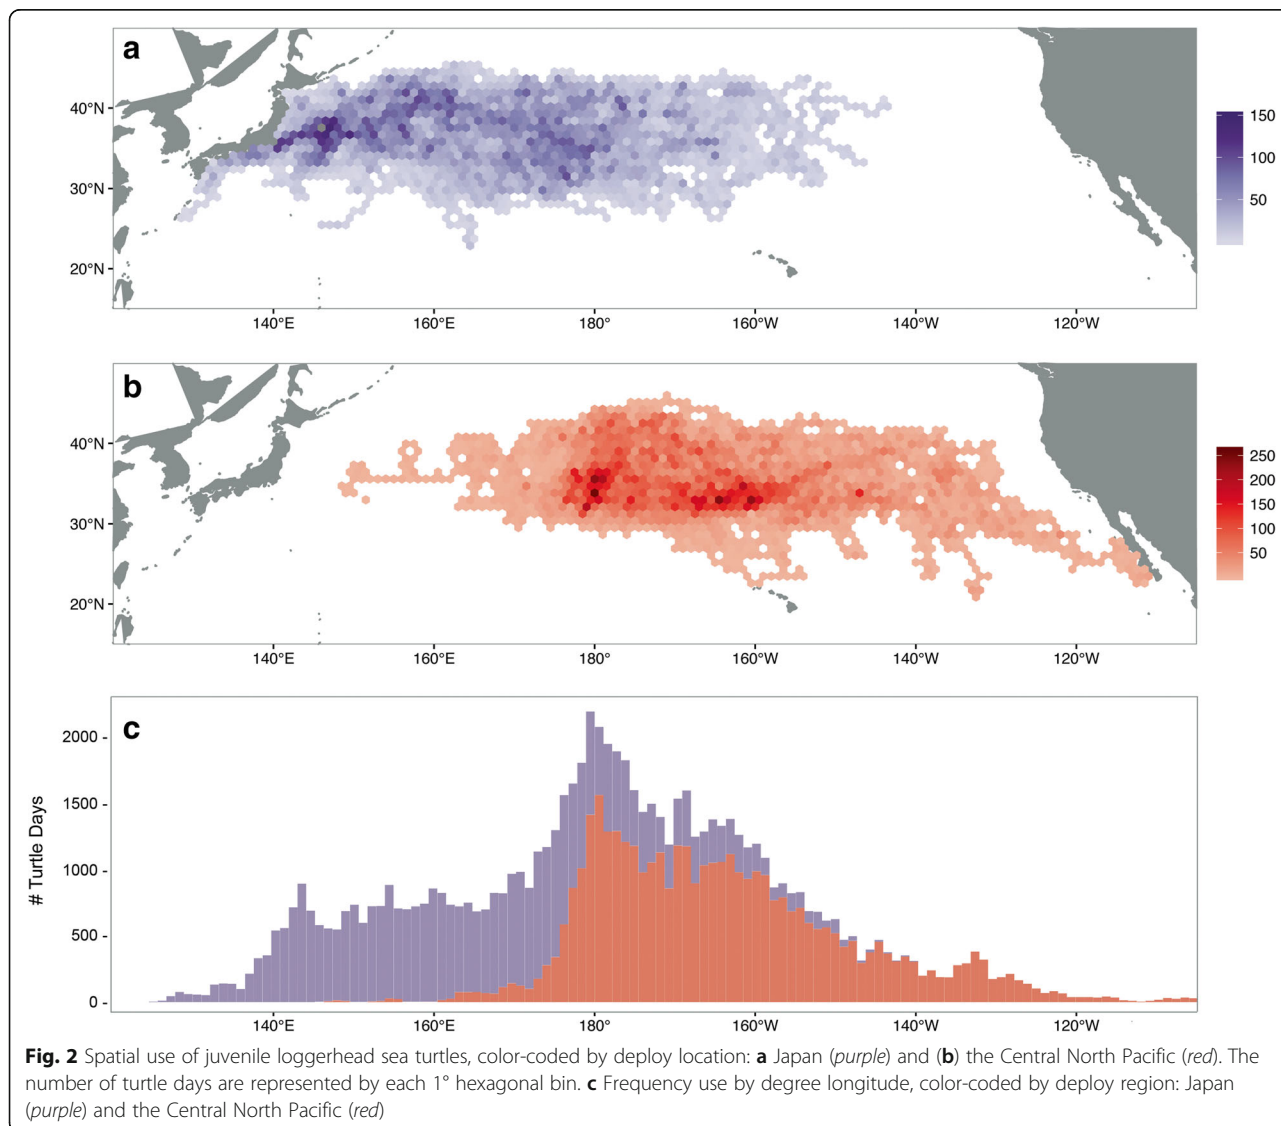 a
40°N
30°N
20°N
140°E 160°E 180° 160°W 140°W 120°W
150
100
50
b
40°N
30°N
20°N
140°E 160°E 180° 160°W 140°W 120°W
250
200
150
100
50
c
# Turtle Days
2000 -
1500 -
1000 -
500 -
0 -
140°E 160°E 180° 160°W 140°W 120°W
Fig. 2 Spatial use of juvenile loggerhead sea turtles, color-coded by deploy location: a Japan (purple) and (b) the Central North Pacific (red). The
number of turtle days are represented by each 1° hexagonal bin. c Frequency use by degree longitude, color-coded by deploy region: Japan
(purple) and the Central North Pacific (red)